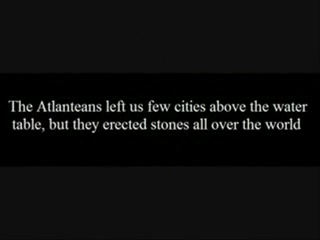 The Atlanteans left us few cities above the water
table, but they erected stones all over the world